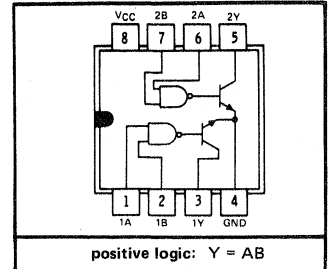 VCC 2B 2A 2Y
8 7 6 5
1 2 3 4
1A 1B 1Y GND
positive logic: Y = AB